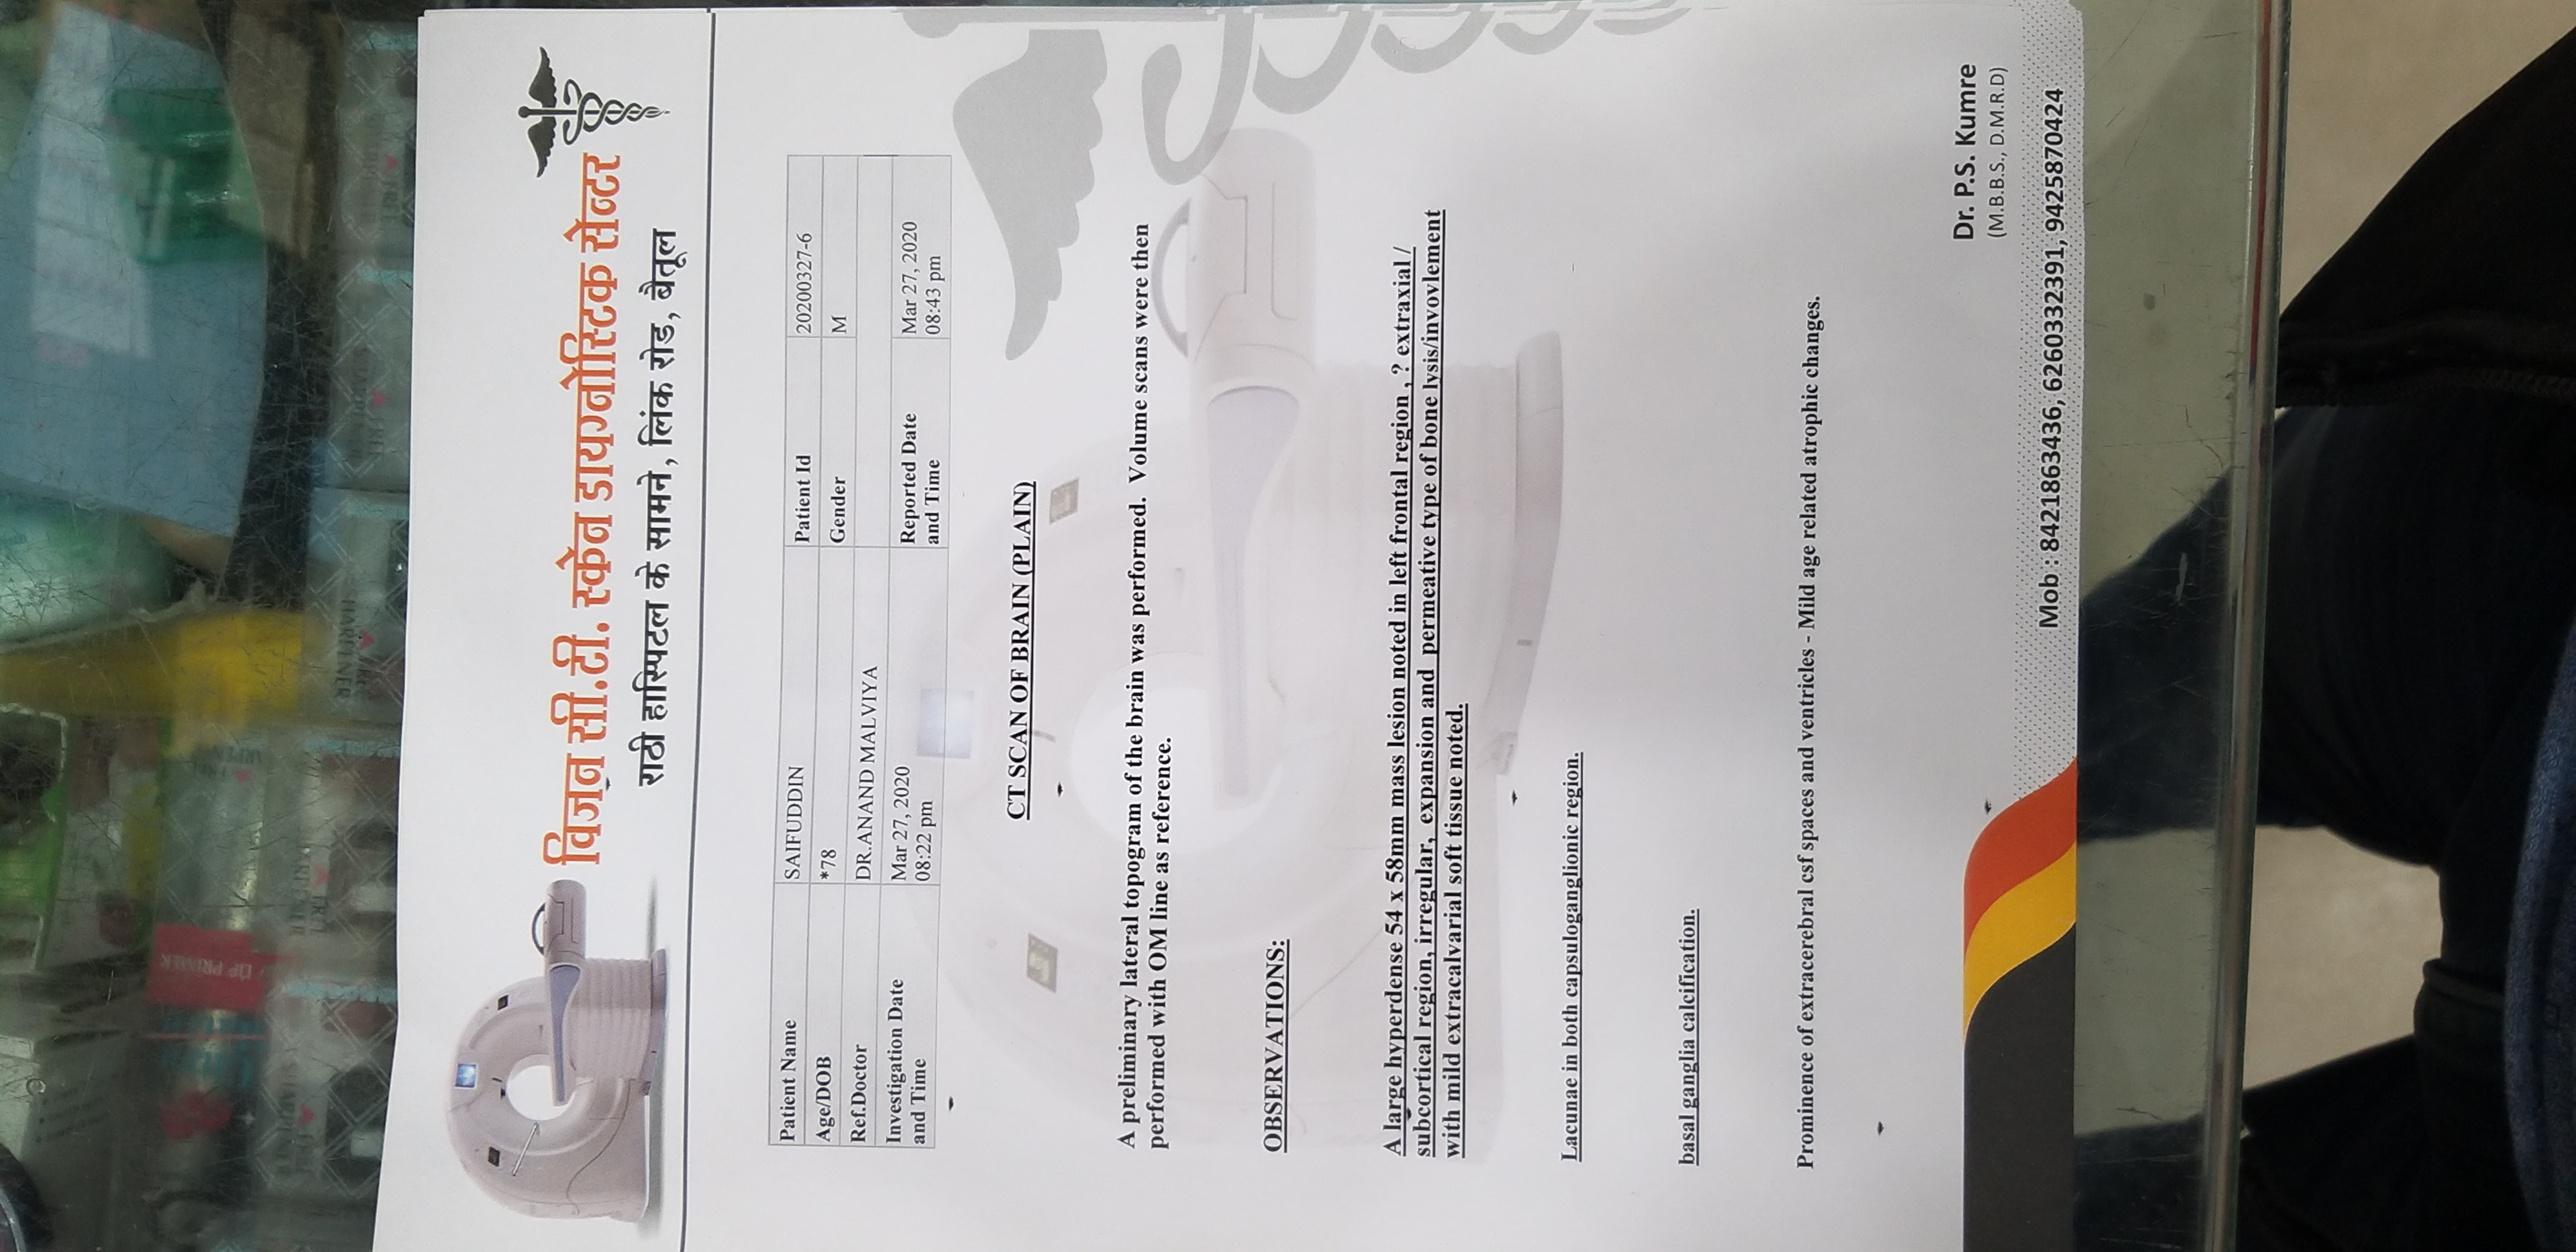 UP PRIMER
विजन सी.टी. स्केन डायग्नोस्टिक सेन्टर
राठी हास्पिटल के सामने, लिंक रोड, बैतूल
Patient Name SAIFUDDIN Patient Id 20200327-6
Age/DOB *78 Gender M
Ref.Doctor DR.ANAND MALVIYA
Investigation Date and Time Mar 27, 2020 08:22 pm Reported Date and Time Mar 27, 2020 08:43 pm
CT SCAN OF BRAIN (PLAIN)
A preliminary lateral topogram of the brain was performed. Volume scans were then
performed with OM line as reference.
OBSERVATIONS:
A large hyperdense 54 x 58mm mass lesion noted in left frontal region , ? extraxial /
subcortical region, irregular, expansion and permeative type of bone lysis/invovlement
with mild extracalvarial soft tissue noted.
Lacunae in both capsuloganglionic region.
basal ganglia calcification.
Prominence of extracerebral csf spaces and ventricles - Mild age related atrophic changes.
Dr. P.S. Kumre
(M.B.B.S., D.M.R.D)
Mob : 8421863436, 6260332391, 9425870424